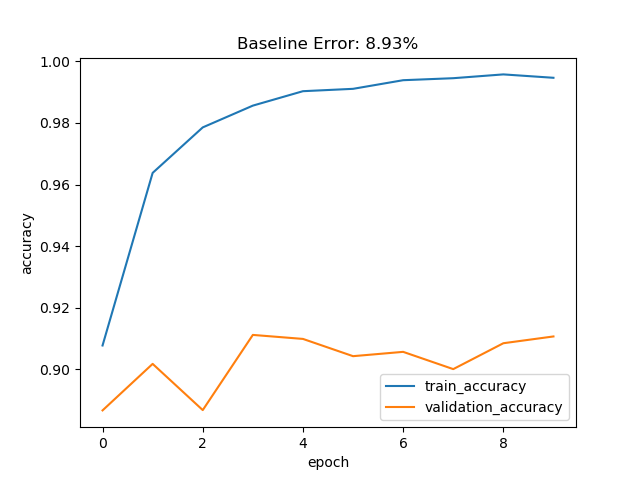 Baseline Error: 8.93%
1.00
0.98
0.96
0.94
0.92
0.90
accuracy
train_accuracy
validation_accuracy
0 2 4 6 8
epoch